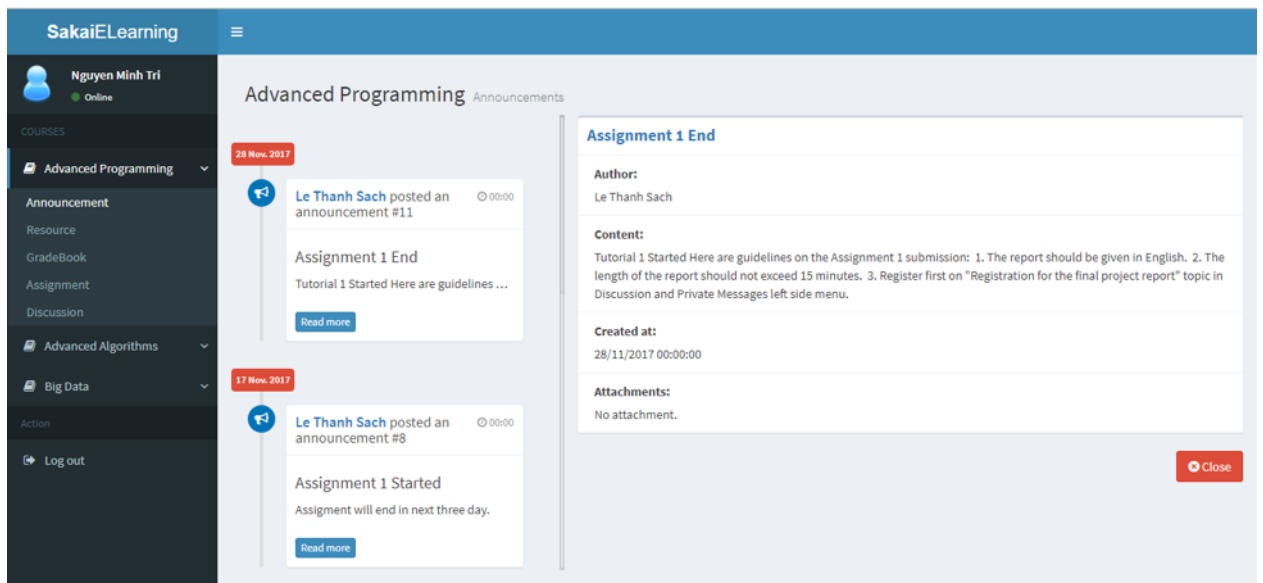 SakaiELearning
Nguyen Minh Tri
Online
COURSES
Advanced Programming
Announcement
Resource
GradeBook
Assignment
Discussion
Advanced Algorithms
Big Data
Action
Log out
Advanced Programming Announcements
28 Nov. 2017
Le Thanh Sach posted an 00:00
announcement #11
Assignment 1 End
Tutorial 1 Started Here are guidelines ...
Read more
17 Nov. 2017
Le Thanh Sach posted an 00:00
announcement #8
Assignment 1 Started
Assigment will end in next three day.
Read more
Assignment 1 End
Author:
Le Thanh Sach
Content:
Tutorial 1 Started Here are guidelines on the Assignment 1 submission: 1. The report should be given in English. 2. The
length of the report should not exceed 15 minutes. 3. Register first on "Registration for the final project report" topic in
Discussion and Private Messages left side menu.
Created at:
28/11/2017 00:00:00
Attachments:
No attachment.
Close